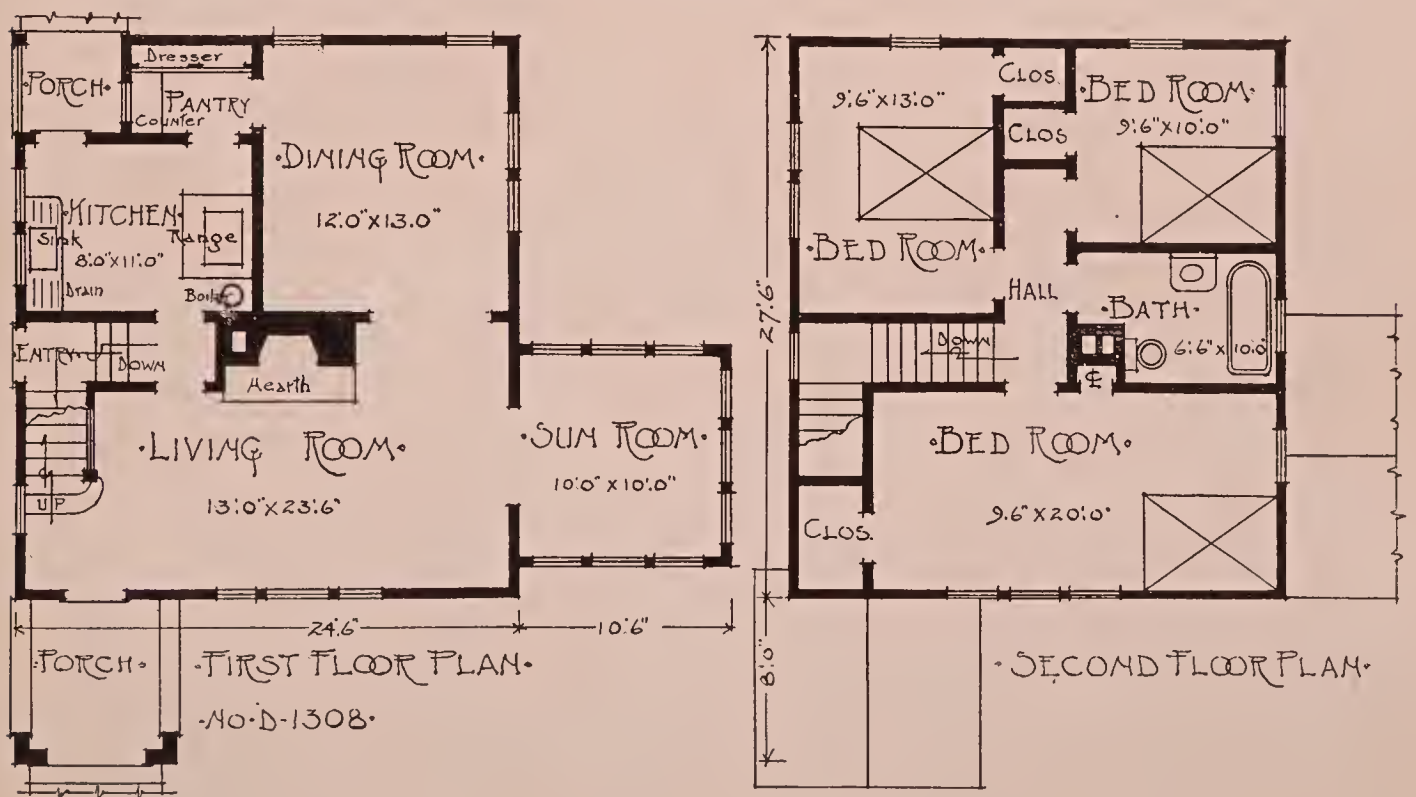 Dresser
·PORCH·
PANTRY
Counter
·DINING ROOM·
12'.0"X13.0"
·KITCHEN·
Sink
Range
8'.0"X11'.0"
Drain
Boiler
ENTRY
DOWN
Hearth
·LIVING ROOM·
13'.0"X23'.6"
UP
·SUN ROOM·
10'.0"X10'.0"
24'.6"
10'.6"
·PORCH·
·FIRST FLOOR PLAN·
·NO·D-1308·
CLOS.
9'.6"X13'.0"
·BED ROOM·
9'.6"X10'.0"
CLOS
·BED ROOM·
HALL
·BATH·
6'.6"X10'.0"
DOWN
27'.6"
·BED ROOM·
9'.6"X20'.0"
CLOS.
8'.0"
·SECOND FLOOR PLAN·